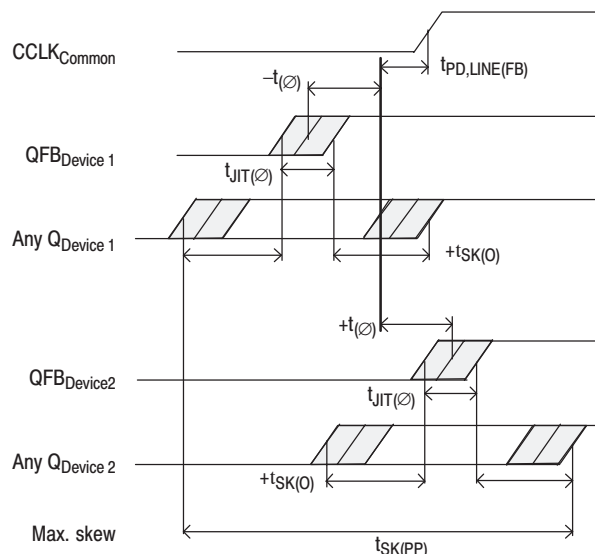 CCLKCommon
tPD,LINE(FB)
–t(∅)
QFBDevice 1
tJIT(∅)
Any QDevice 1
+tSK(O)
+t(∅)
QFBDevice2
tJIT(∅)
Any QDevice 2
+tSK(O)
Max. skew
tSK(PP)